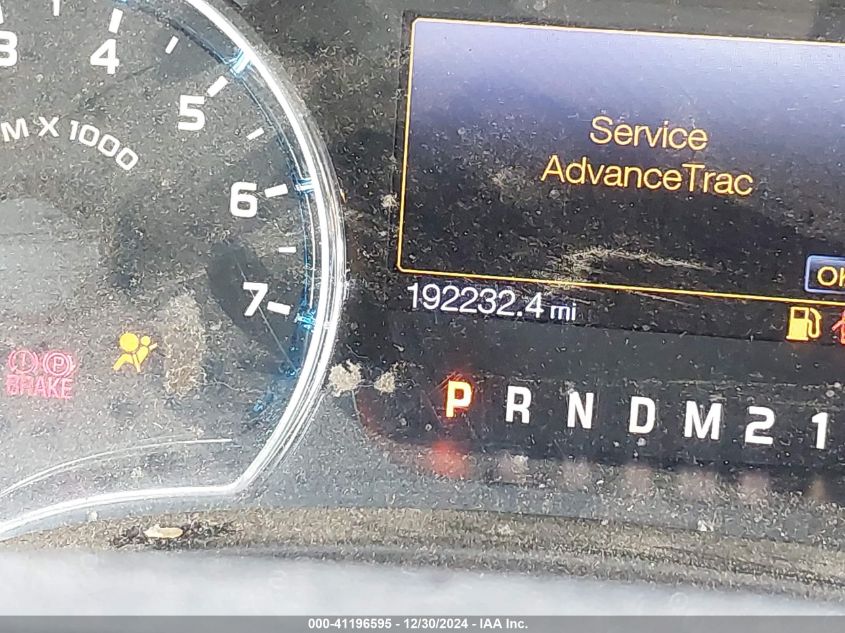 3 4 5 6 7
M X 1000
Service
AdvanceTrac
OK
192232.4 mi
BRAKE
P
P R N D M 2 1
000-41196595 - 12/30/2024 - IAA Inc.